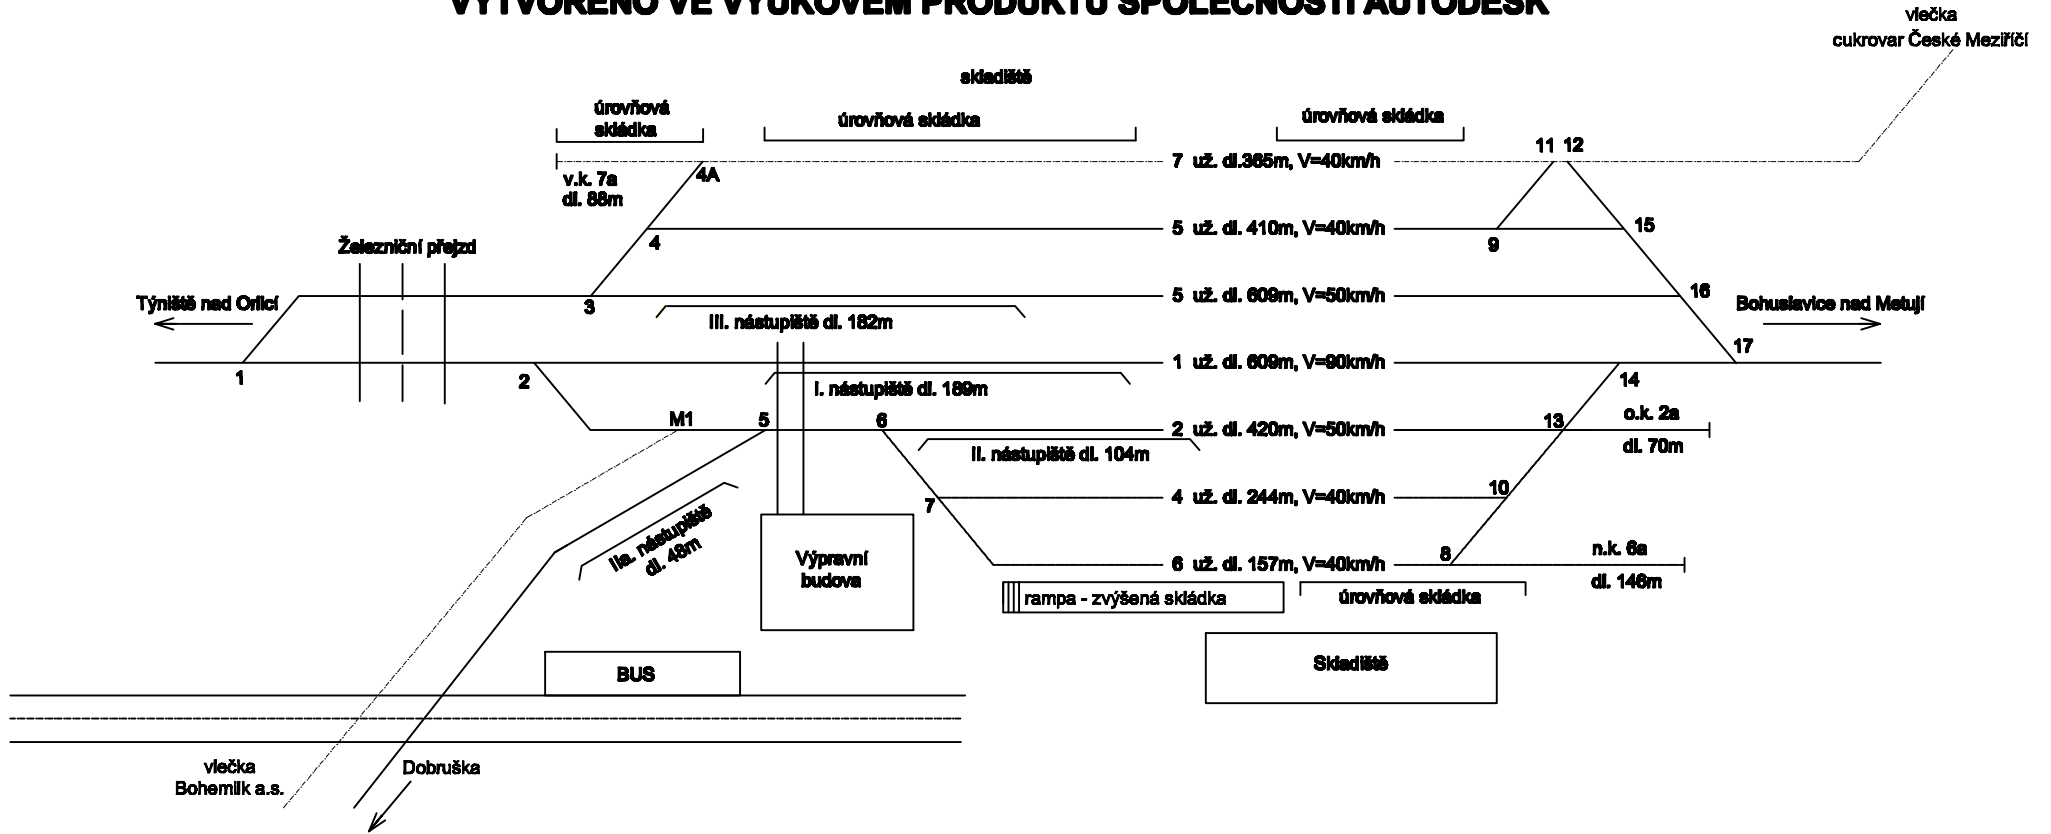 VYTVOŘENO VE VÝUKOVÉM PRODUKTU SPOLEČNOSTI AUTODESK
vlečka
cukrovar České Meziříčí
skladiště
úrovňová
skládka
úrovňová skládka
úrovňová skládka
11 12
7 už. dl.365m, V=40km/h
4A
v.k. 7a
dl. 88m
5 už. dl. 410m, V=40km/h
15
4
9
Železniční přejzd
Týniště nad Orlicí
5 už. dl. 609m, V=50km/h
16
3
Bohuslavice nad Metují
III. nástupiště dl. 182m
17
1 už. dl. 609m, V=90km/h
1
2
14
I. nástupiště dl. 189m
M1
5
6
2 už. dl. 420m, V=50km/h
13
o.k. 2a
dl. 70m
II. nástupiště dl. 104m
7
4 už. dl. 244m, V=40km/h
10
IIa. nástupiště
dl. 48m
Výpravní
budova
6 už. dl. 157m, V=40km/h
8
n.k. 6a
dl. 146m
rampa - zvýšená skládka
úrovňová skládka
BUS
Skladiště
vlečka
Bohemilk a.s.
Dobruška